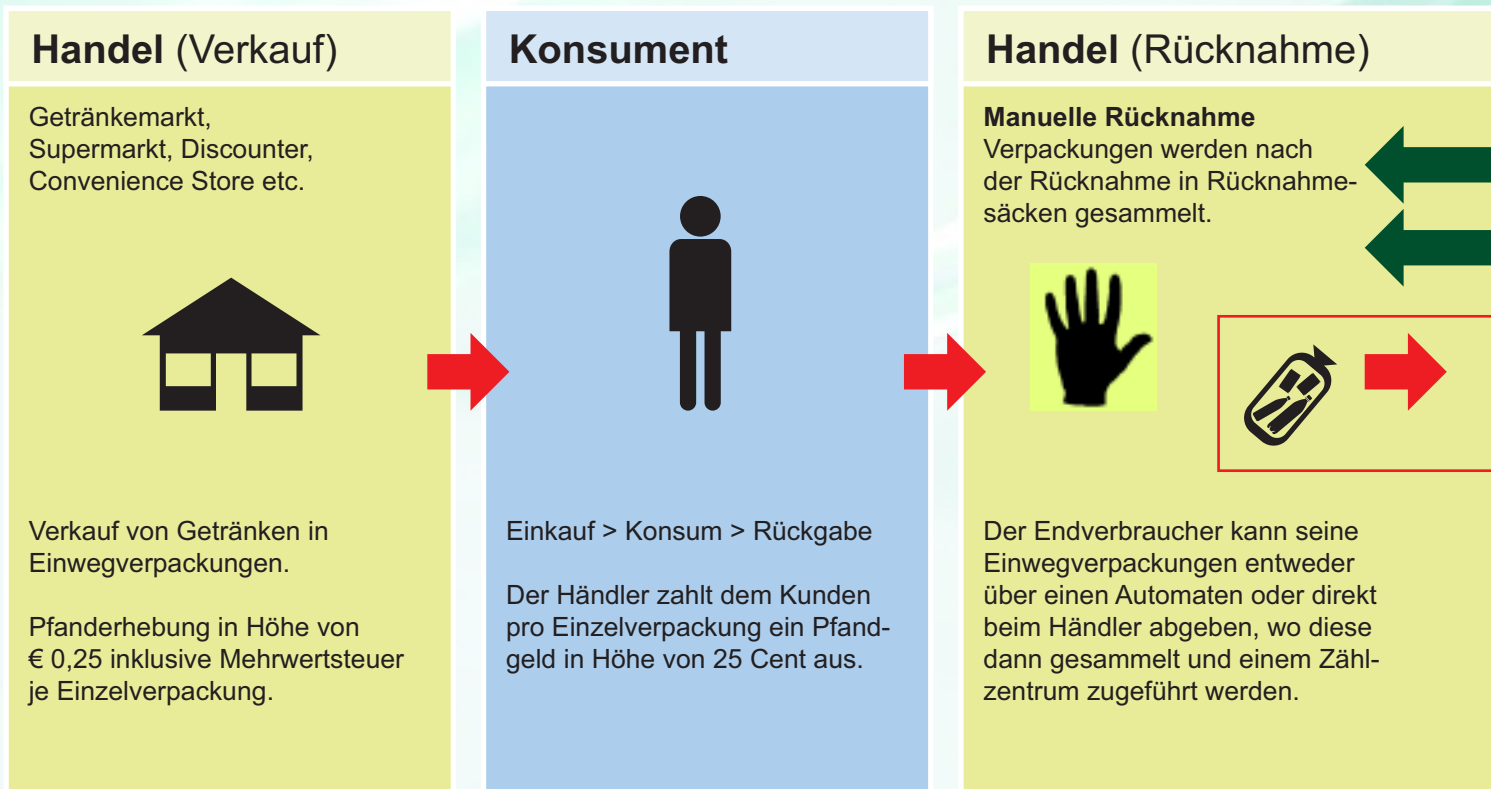 Handel (Verkauf)
Getränkemarkt,
Supermarkt, Discounter,
Convenience Store etc.
Verkauf von Getränken in
Einwegverpackungen.
Pfanderhebung in Höhe von
€ 0,25 inklusive Mehrwertsteuer
je Einzelverpackung.
Konsument
Einkauf > Konsum > Rückgabe
Der Händler zahlt dem Kunden
pro Einzelverpackung ein Pfand-
geld in Höhe von 25 Cent aus.
Handel (Rücknahme)
Manuelle Rücknahme
Verpackungen werden nach
der Rücknahme in Rücknahme-
säcken gesammelt.
Der Endverbraucher kann seine
Einwegverpackungen entweder
über einen Automaten oder direkt
beim Händler abgeben, wo diese
dann gesammelt und einem Zähl-
zentrum zugeführt werden.